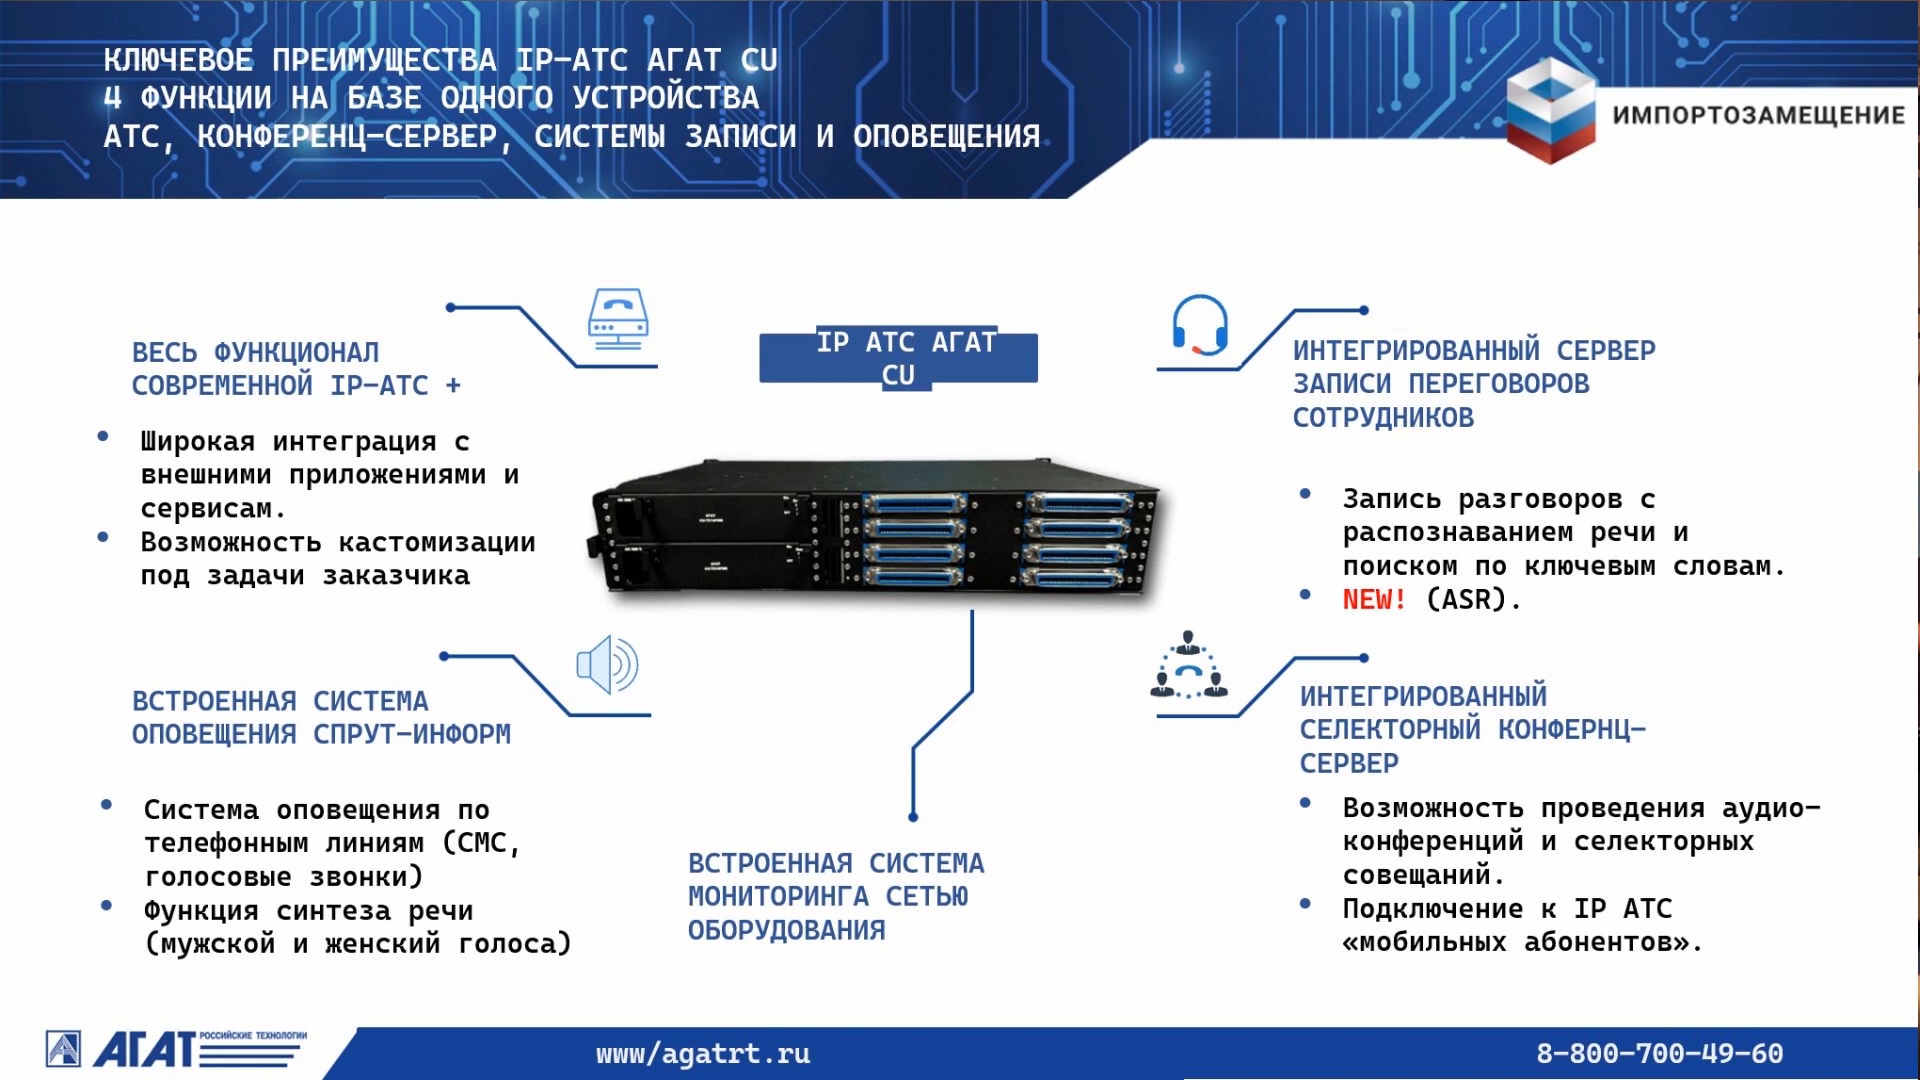 КЛЮЧЕВОЕ ПРЕИМУЩЕСТВА IP-АТС АГАТ CU
4 ФУНКЦИИ НА БАЗЕ ОДНОГО УСТРОЙСТВА
АТС, КОНФЕРЕНЦ-СЕРВЕР, СИСТЕМЫ ЗАПИСИ И ОПОВЕЩЕНИЯ
ИМПОРТОЗАМЕЩЕНИЕ
ВЕСЬ ФУНКЦИОНАЛ
СОВРЕМЕННОЙ IP-АТС +
• Широкая интеграция с
внешними приложениями и
сервисам.
• Возможность кастомизации
под задачи заказчика
IP АТС АГАТ
CU
ИНТЕГРИРОВАННЫЙ СЕРВЕР
ЗАПИСИ ПЕРЕГОВОРОВ
СОТРУДНИКОВ
• Запись разговоров с
распознаванием речи и
поиском по ключевым словам.
• NEW! (ASR).
ВСТРОЕННАЯ СИСТЕМА
ОПОВЕЩЕНИЯ СПРУТ-ИНФОРМ
• Система оповещения по
телефонным линиям (СМС,
голосовые звонки)
• Функция синтеза речи
(мужской и женский голоса)
ВСТРОЕННАЯ СИСТЕМА
МОНИТОРИНГА СЕТЬЮ
ОБОРУДОВАНИЯ
ИНТЕГРИРОВАННЫЙ
СЕЛЕКТОРНЫЙ КОНФЕРНЦ-
СЕРВЕР
• Возможность проведения аудио-
конференций и селекторных
совещаний.
• Подключение к IP АТС
«мобильных абонентов».
АГАТ РОССИЙСКИЕ ТЕХНОЛОГИИ
www/agatrt.ru
8-800-700-49-60